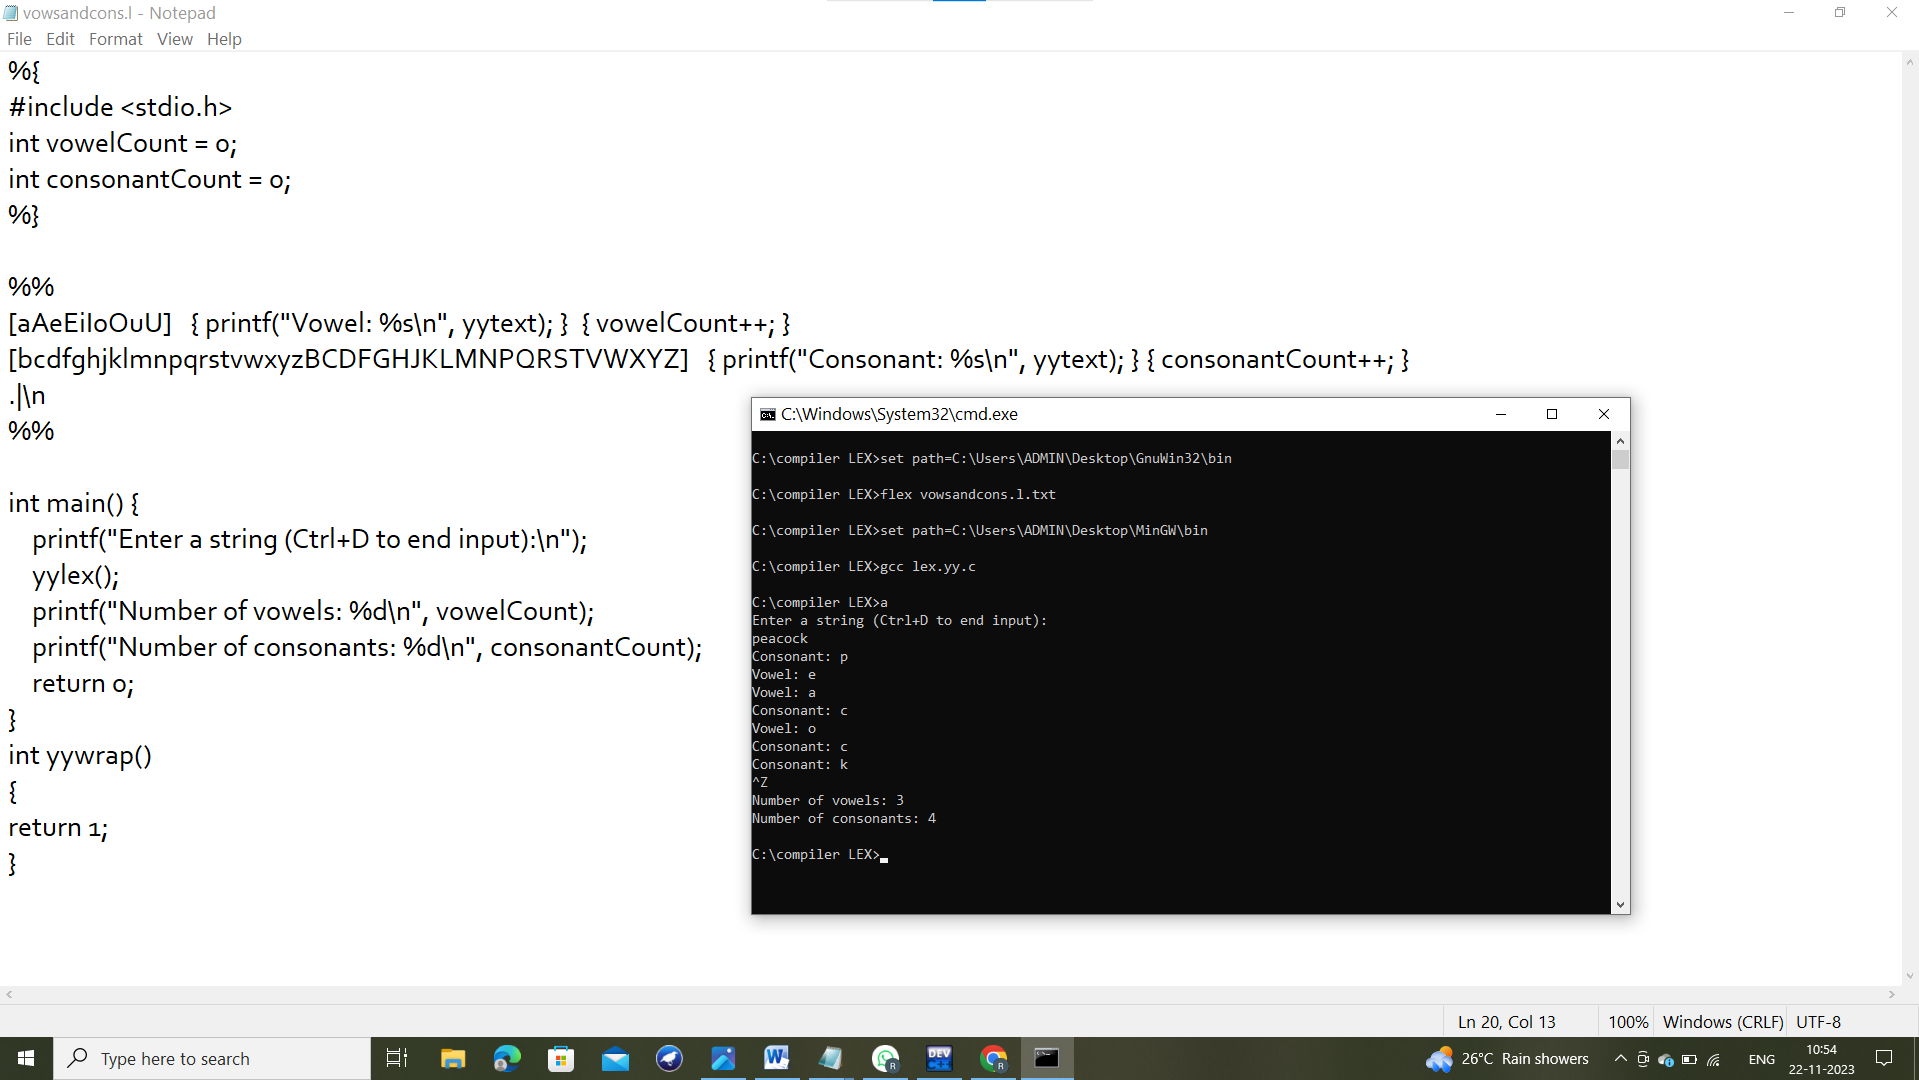 vowsandcons.l - Notepad
File Edit Format View Help
%{
#include <stdio.h>
int vowelCount = 0;
int consonantCount = 0;
%}
%%
[aAeEiIoOuU]   { printf("Vowel: %s\n", yytext); }  { vowelCount++; }
[bcdfghjklmnpqrstvwxyzBCDFGHJKLMNPQRSTVWXYZ]   { printf("Consonant: %s\n", yytext); } { consonantCount++; }
.|\n
%%
int main() {
    printf("Enter a string (Ctrl+D to end input):\n");
    yylex();
    printf("Number of vowels: %d\n", vowelCount);
    printf("Number of consonants: %d\n", consonantCount);
    return 0;
}
int yywrap()
{
return 1;
}
C:\Windows\System32\cmd.exe
C:\compiler LEX>set path=C:\Users\ADMIN\Desktop\GnuWin32\bin
C:\compiler LEX>flex vowsandcons.l.txt
C:\compiler LEX>set path=C:\Users\ADMIN\Desktop\MinGW\bin
C:\compiler LEX>gcc lex.yy.c
C:\compiler LEX>a
Enter a string (Ctrl+D to end input):
peacock
Consonant: p
Vowel: e
Vowel: a
Consonant: c
Vowel: o
Consonant: c
Consonant: k
^Z
Number of vowels: 3
Number of consonants: 4
C:\compiler LEX>
Ln 20, Col 13 100% Windows (CRLF) UTF-8
Type here to search
DEV
26°C Rain showers
ENG
10:54
22-11-2023